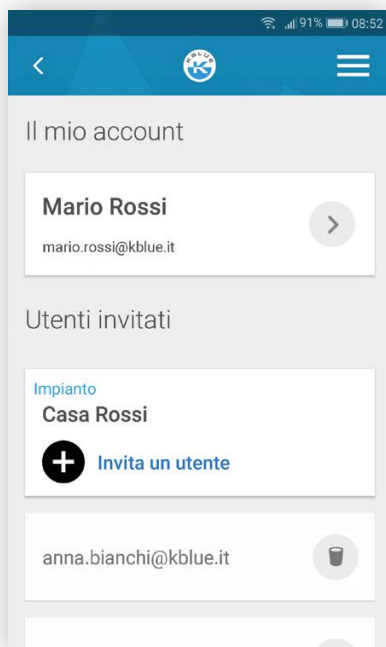 91% 08:52
KBLUE
K
Il mio account
Mario Rossi
mario.rossi@kblue.it
Utenti invitati
Impianto
Casa Rossi
Invita un utente
anna.bianchi@kblue.it